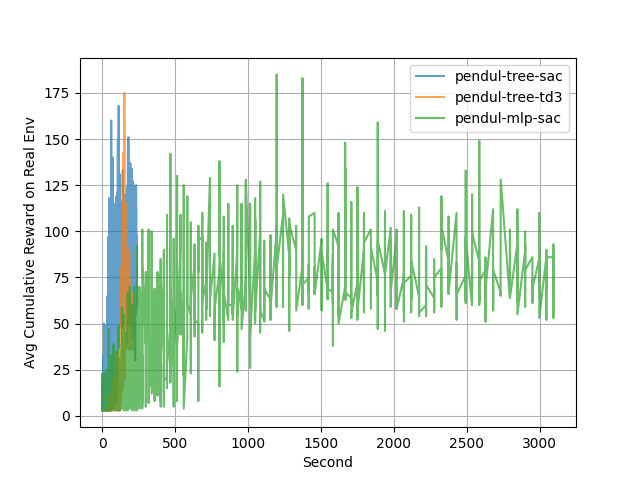 pendul-tree-sac
pendul-tree-td3
pendul-mlp-sac
175
150
125
100
75
50
25
0
Avg Cumulative Reward on Real Env
0 500 1000 1500 2000 2500 3000
Second